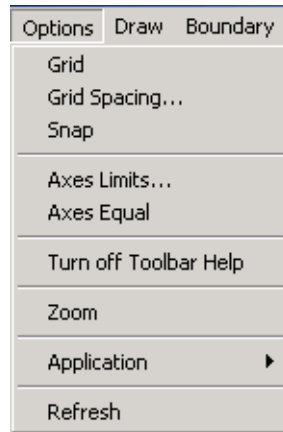 Options Draw Boundary
Grid
Grid Spacing...
Snap
Axes Limits...
Axes Equal
Turn off Toolbar Help
Zoom
Application
Refresh